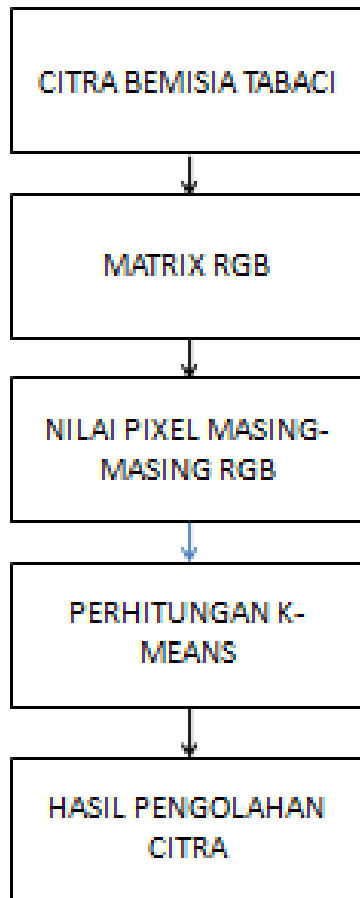 CITRA BEMISIA TABACI
MATRIX RGB
NILAI PIXEL MASING-
MASING RGB
PERHITUNGAN K-
MEANS
HASIL PENGOLAHAN
CITRA